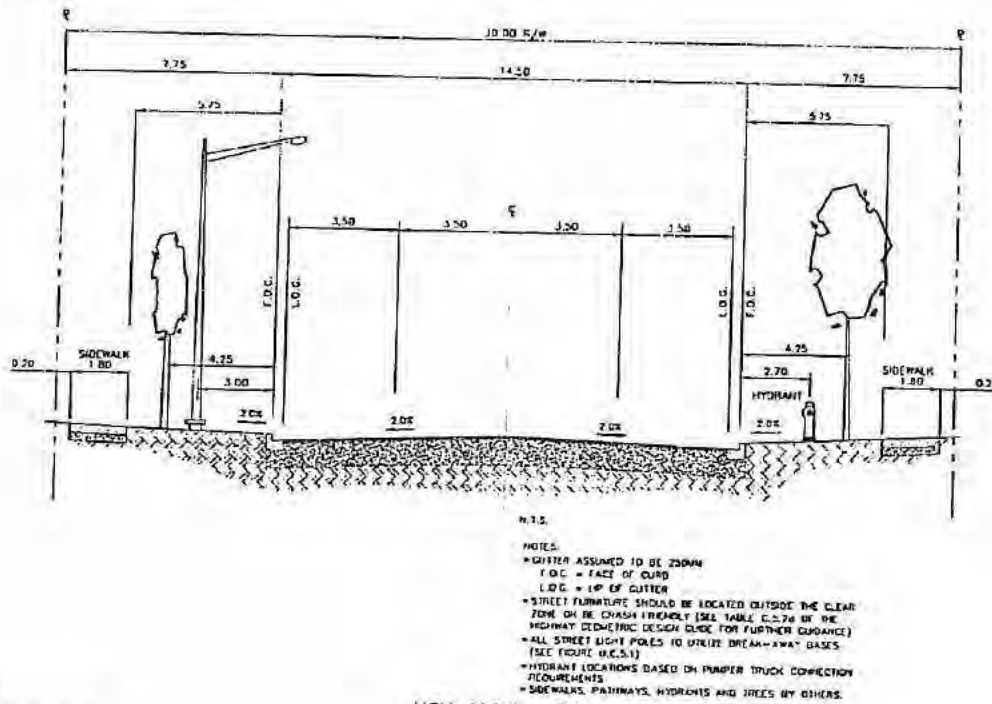 P P
30.00 R/W
7.75 14.50 7.75
5.75 5.75
3.50 3.50 3.50 3.50
F.O.C. L.O.G. L.O.G. F.O.C.
4.25 4.25
0.20 SIDEWALK 1.80
3.00
2.70
HYDRANT
SIDEWALK 1.80
2.0% 2.0% 2.0% 2.0%
N.T.S.
NOTES:
• GUTTER ASSUMED TO BE 250MM
F.O.C. = FACE OF CURB
L.O.G. = LIP OF GUTTER
• STREET FURNITURE SHOULD BE LOCATED OUTSIDE THE CLEAR
ZONE OR BE CRASH FRIENDLY (SEE TABLE OF THE
HIGHWAY GEOMETRIC DESIGN GUIDE FOR FURTHER GUIDANCE)
• ALL STREET LIGHT POLES TO UTILIZE BREAK-AWAY BASES
(SEE FIGURE
• HYDRANT LOCATIONS BASED ON PUMPER TRUCK CONNECTION
REQUIREMENTS
• SIDEWALKS, PATHWAYS, HYDRANTS AND TREES BY OTHERS.